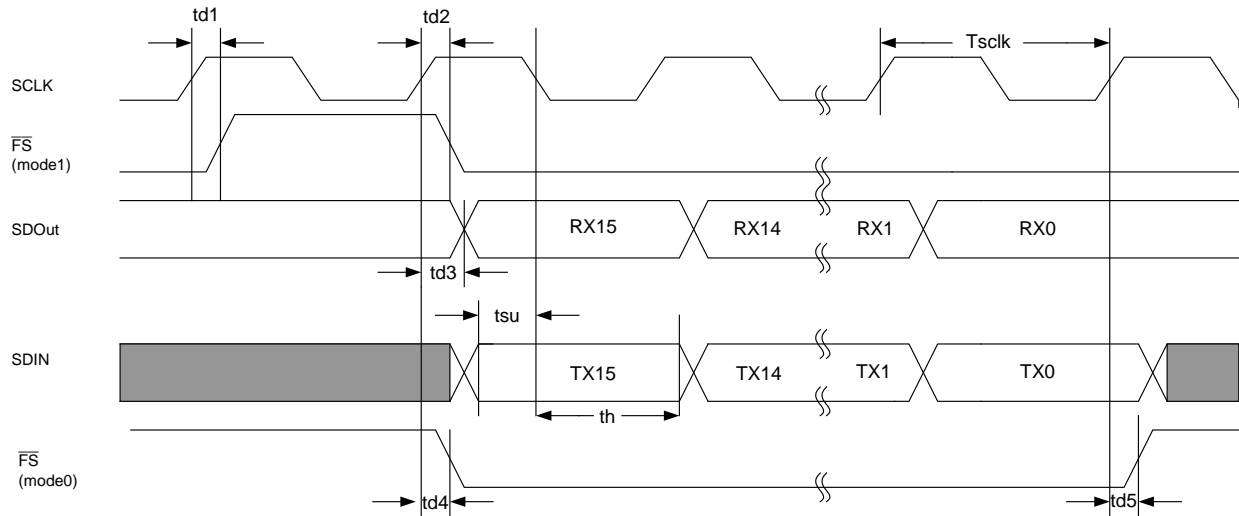 td1 td2
Tsclk
SCLK
FS
(mode1)
SDOut RX15 RX14 RX1 RX0
td3
tsu
SDIN TX15 TX14 TX1 TX0
th
FS
(mode0)
td4 td5